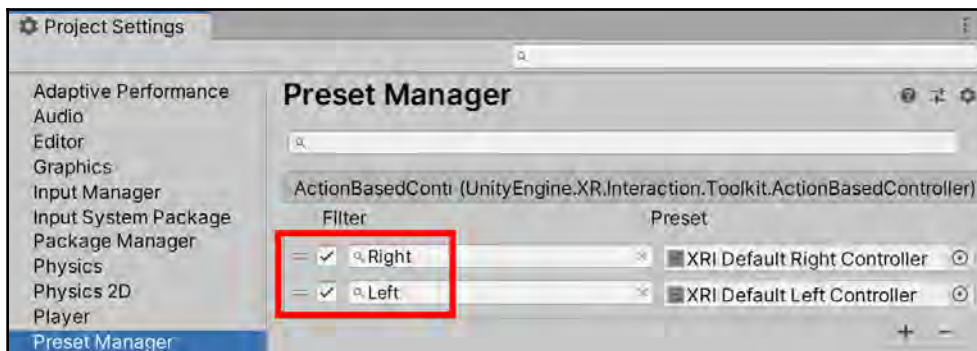 Project Settings
Adaptive Performance
Audio
Editor
Graphics
Input Manager
Input System Package
Package Manager
Physics
Physics 2D
Player
Preset Manager
Preset Manager
ActionBasedConti (UnityEngine.XR.Interaction.Toolkit.ActionBasedController)
Filter Preset
Right XRI Default Right Controller
Left XRI Default Left Controller